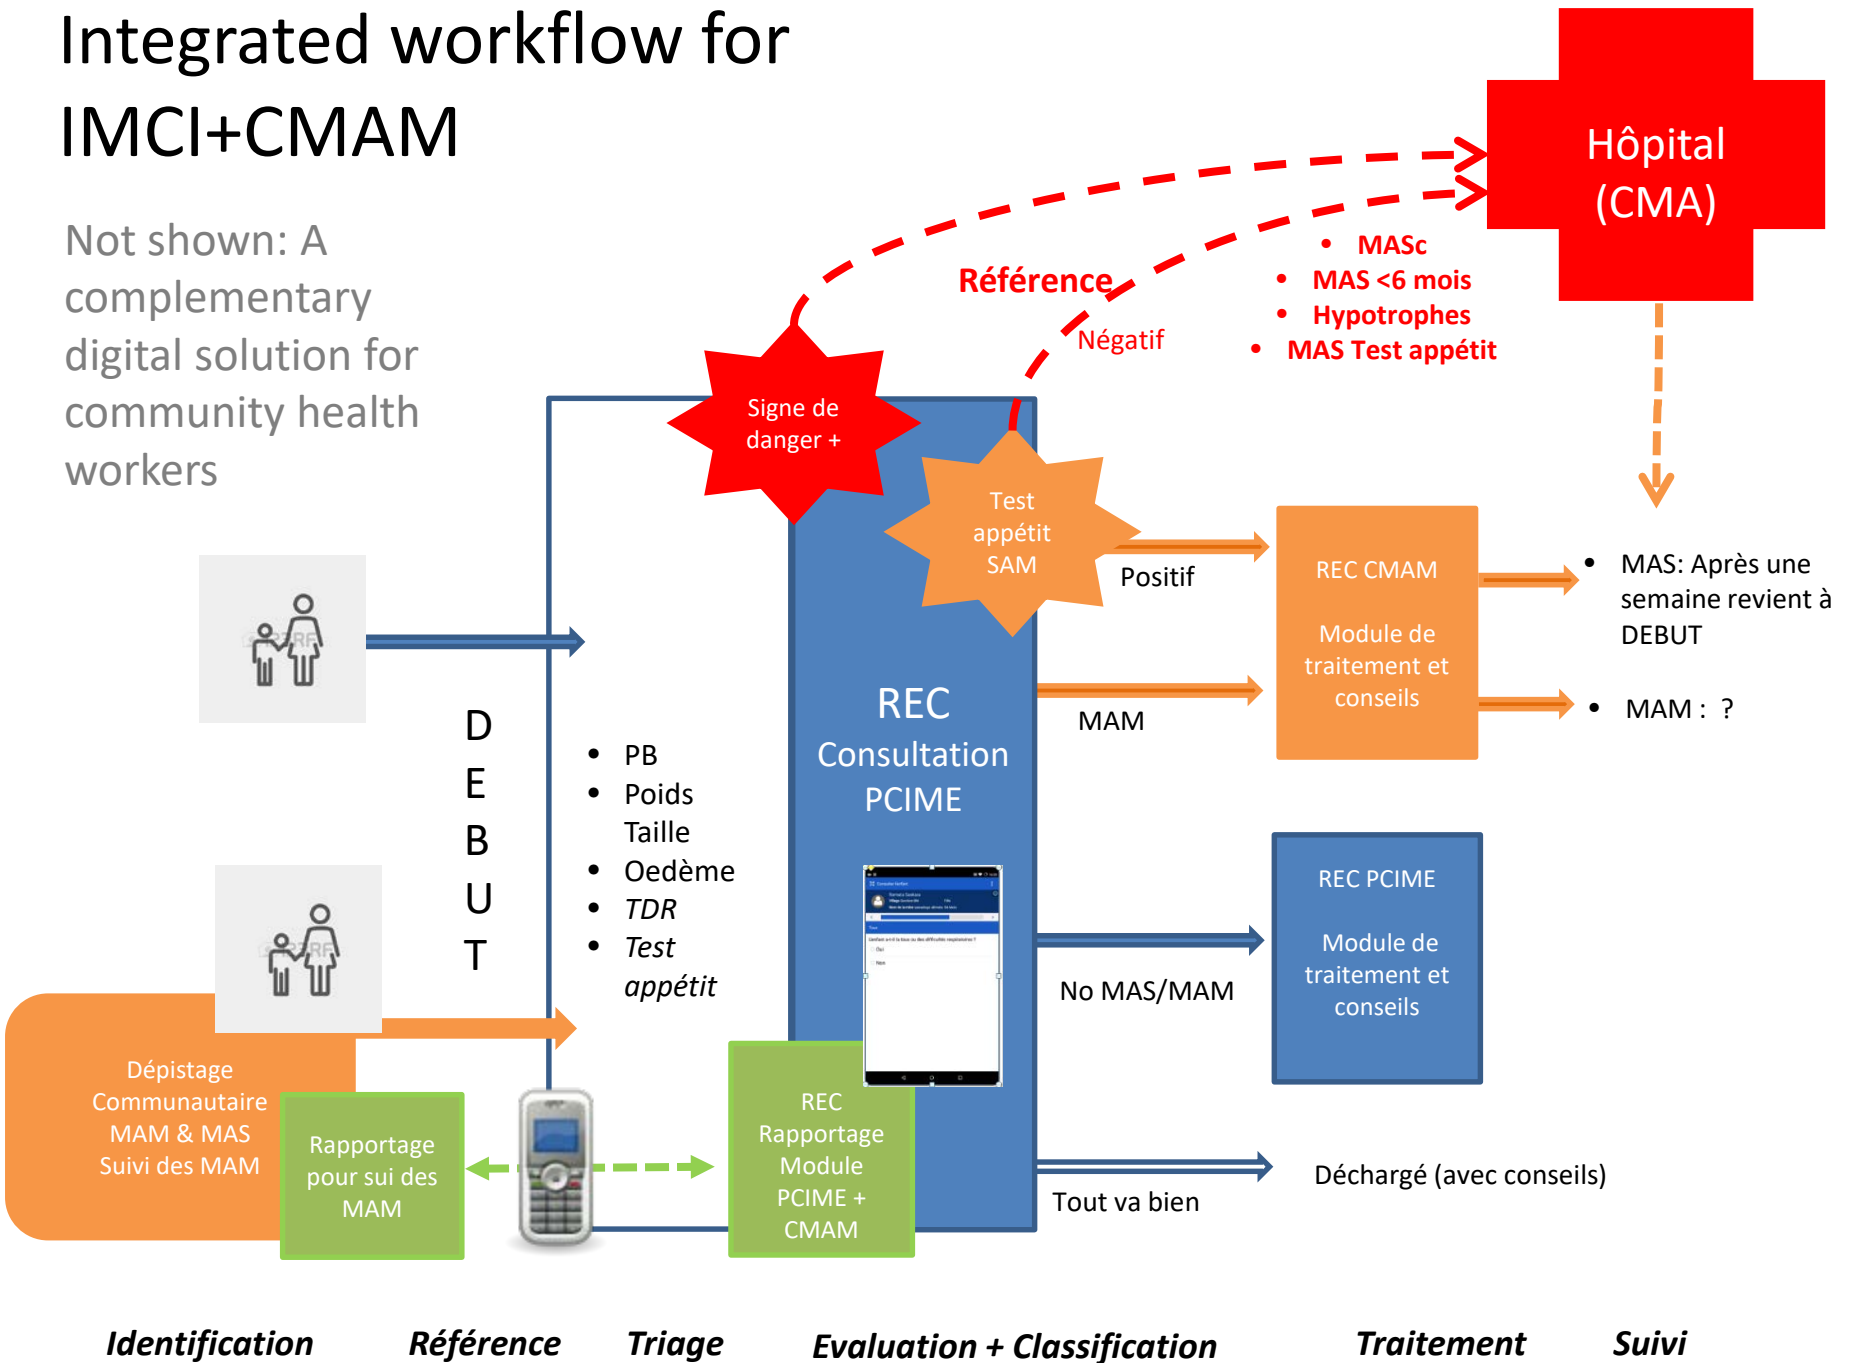 Integrated workflow for
IMCI+CMAM
Not shown: A
complementary
digital solution for
community health
workers
Hôpital
(CMA)
Référence
Négatif
• MASc
• MAS <6 mois
• Hypotrophes
• MAS Test appétit
Signe de
danger +
Test
appétit
SAM
Positif
MAM
REC CMAM
Module de
traitement et
conseils
• MAS: Après une
semaine revient à
DEBUT
• MAM : ?
D
E
B
U
T
• PB
• Poids
Taille
• Oedème
• TDR
• Test
appétit
REC
Consultation
PCIME
Oui
Non
No MAS/MAM
REC PCIME
Module de
traitement et
conseils
Dépistage
Communautaire
MAM & MAS
Suivi des MAM
Rapportage
pour sui des
MAM
REC
Rapportage
Module
PCIME +
CMAM
Tout va bien
Déchargé (avec conseils)
Identification Référence Triage Evaluation + Classification Traitement Suivi